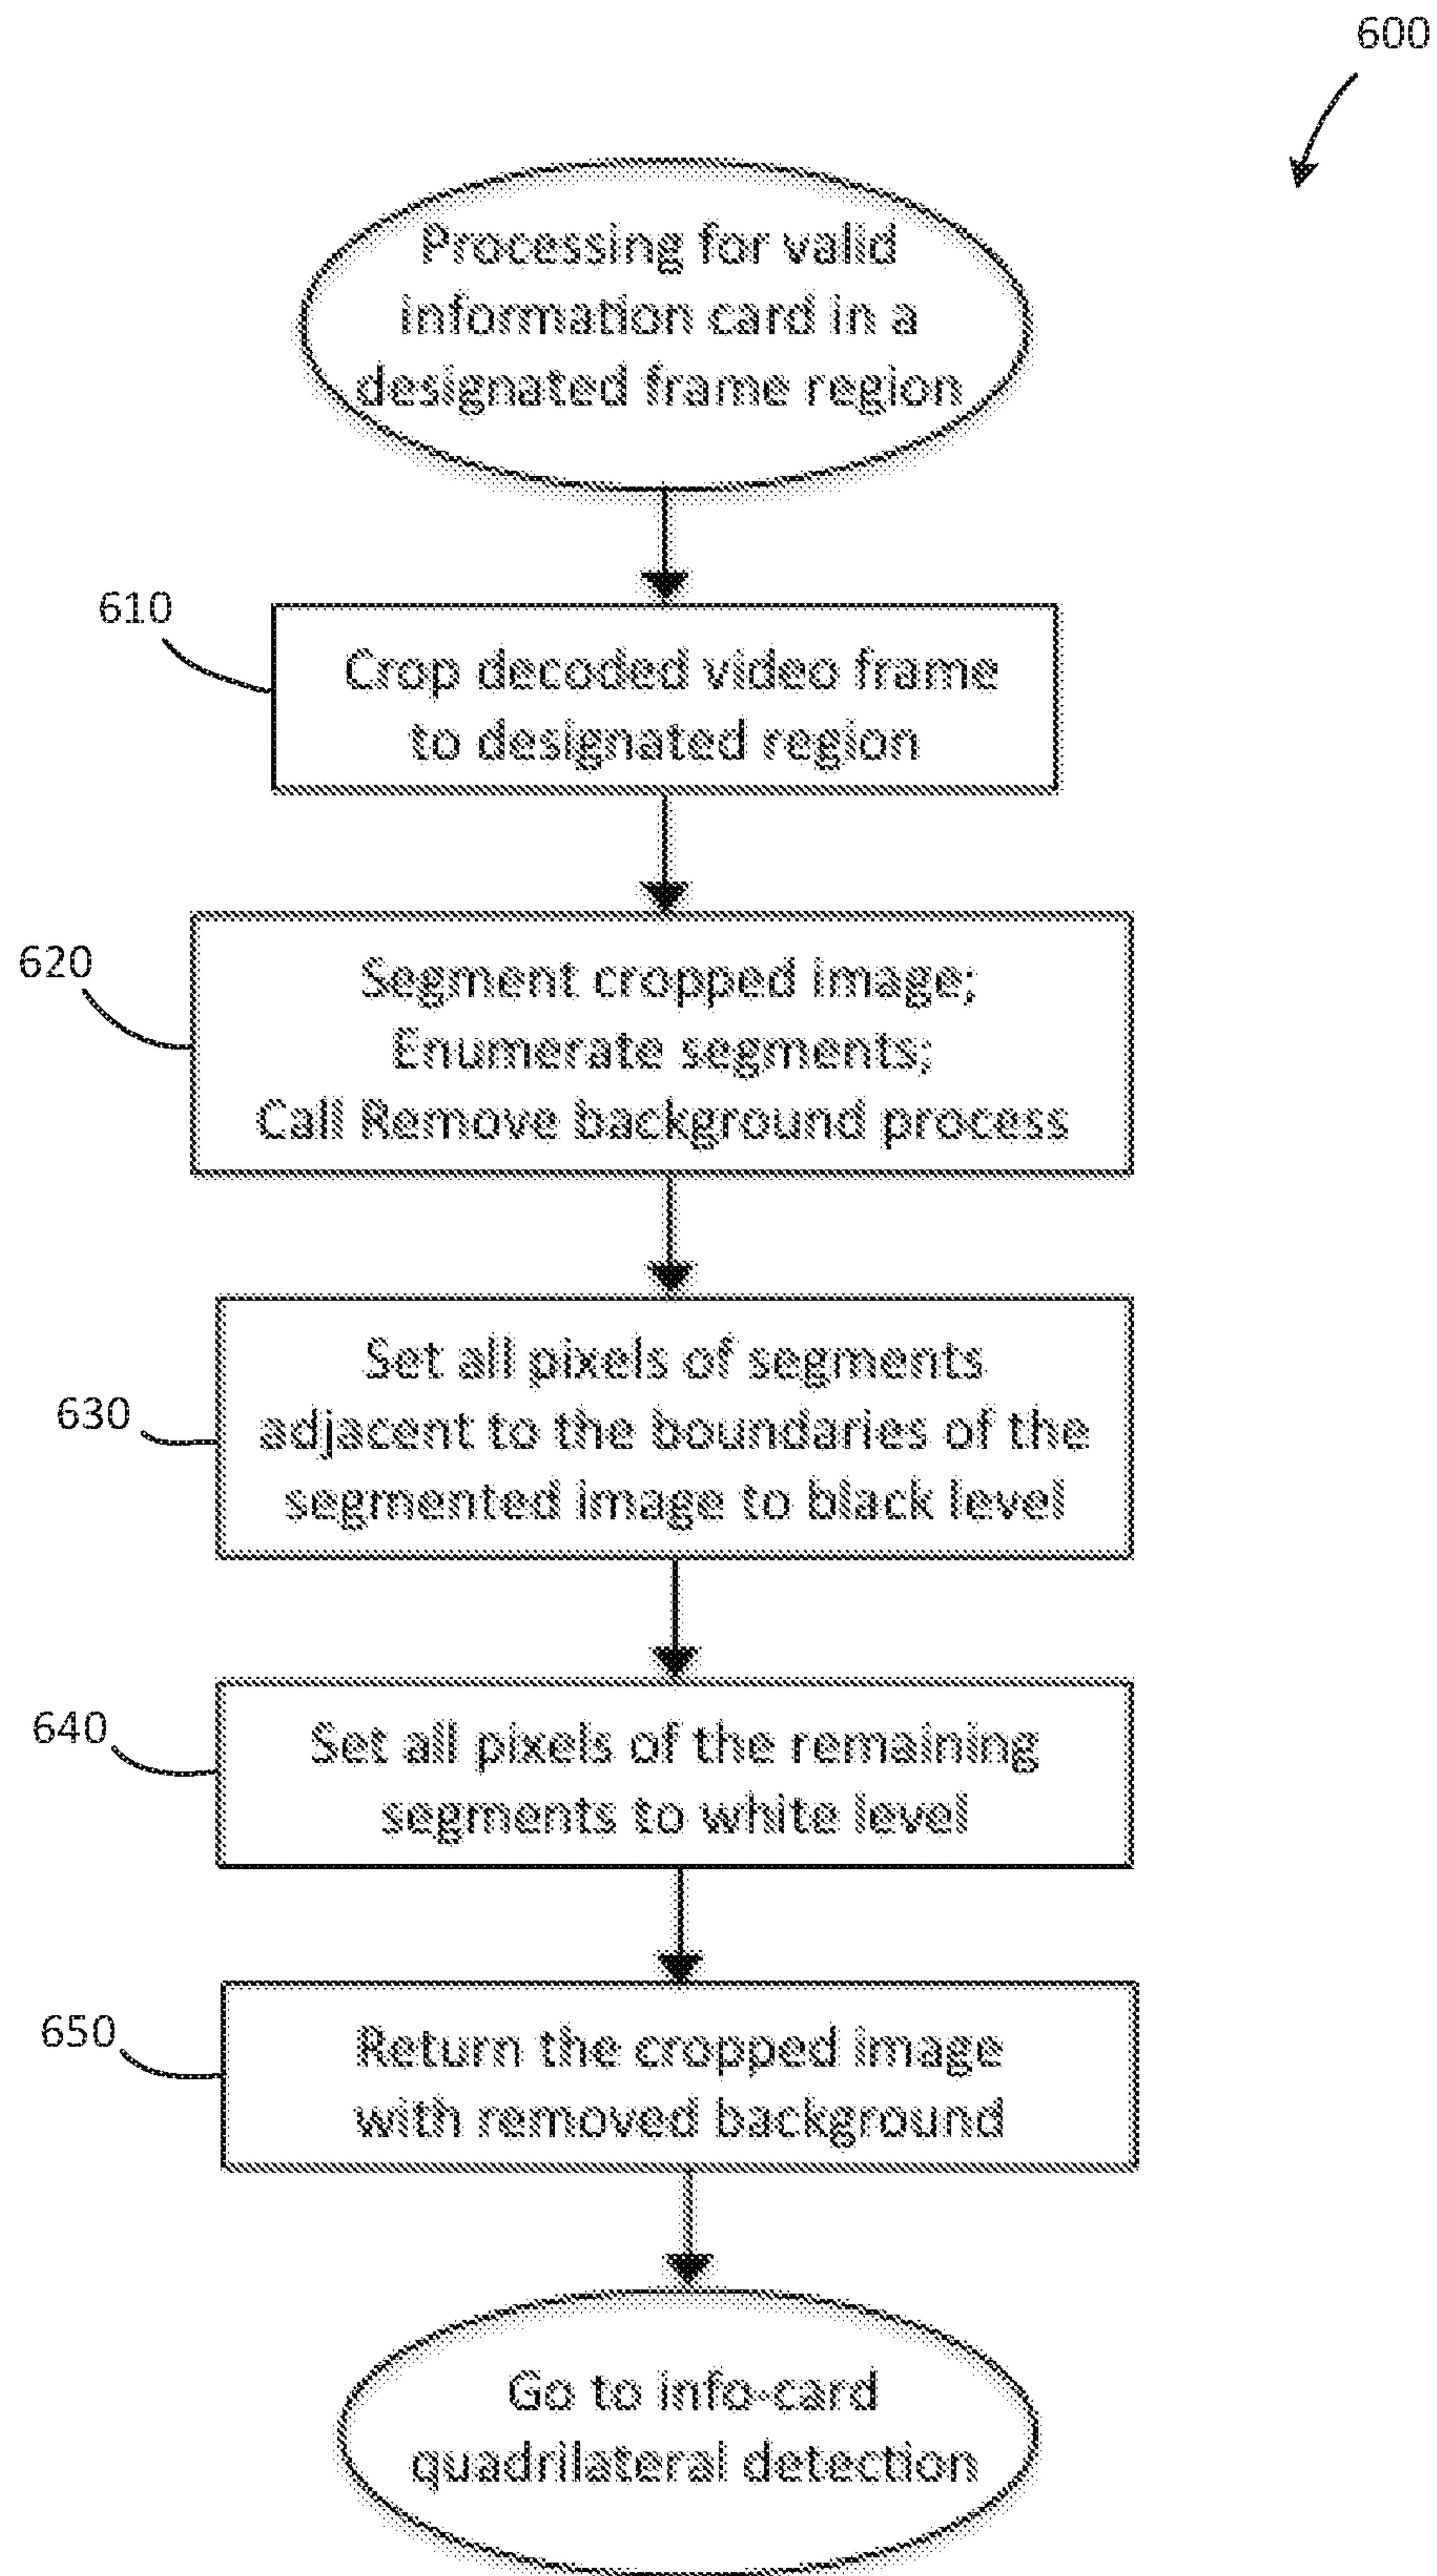 600
Processing for valid
information card in a
designated frame region
610
Crop decoded video frame
to designated region
620
Segment cropped image;
Enumerate segments;
Call Remove background process
630
Set all pixels of segments
adjacent to the boundaries of the
segmented image to black level
640
Set all pixels of the remaining
segments to white level
650
Return the cropped image
with removed background
Go to info-card
quadrilateral detection